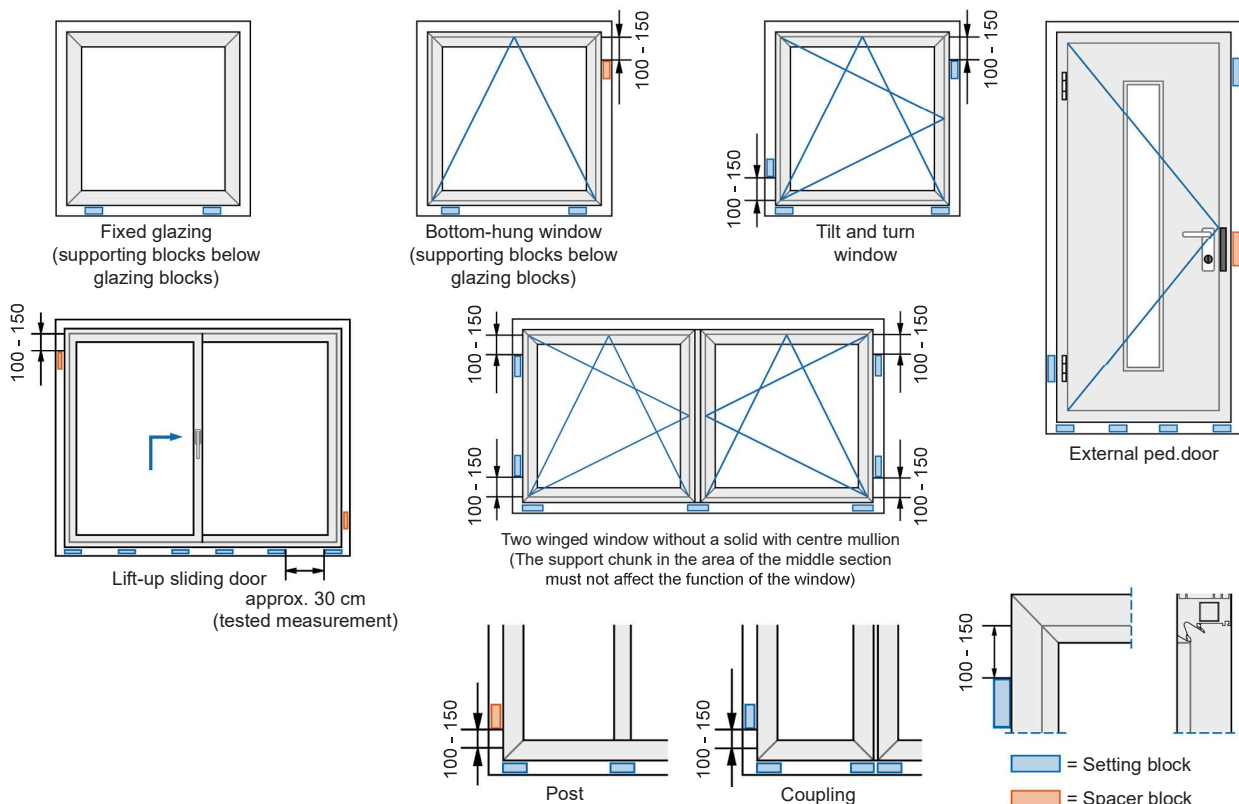 100 - 150
100 - 150
100 - 150
Fixed glazing
(supporting blocks below
glazing blocks)
Bottom-hung window
(supporting blocks below
glazing blocks)
Tilt and turn
window
External ped.door
100 - 150
100 - 150
100 - 150
100 - 150
100 - 150
Lift-up sliding door
approx. 30 cm
(tested measurement)
Two winged window without a solid with centre mullion
(The support chunk in the area of the middle section
must not affect the function of the window)
100 - 150
100 - 150
100 - 150
Post
Coupling
= Setting block
= Spacer block